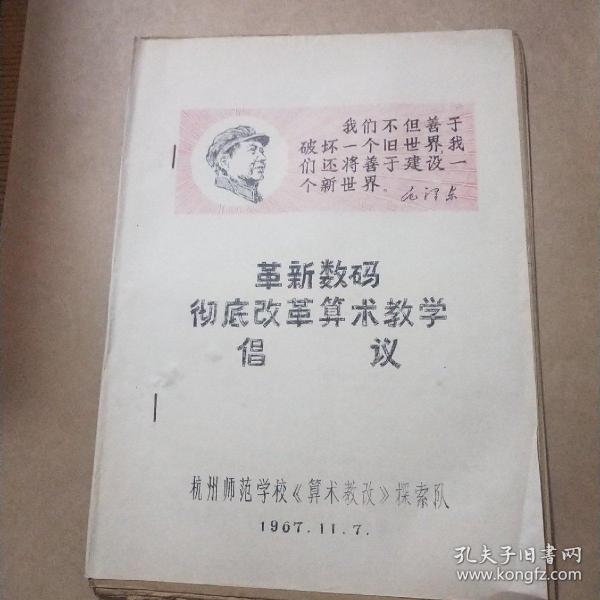 我们不但善于
破坏一个旧世界,我
们还将善于建设一
个新世界。 毛泽东
革新数码
彻底改革算术教学
倡 议
杭州师范学校《算术教改》探索队
1967.11.7.
孔夫子旧书网
www.kongfz.com